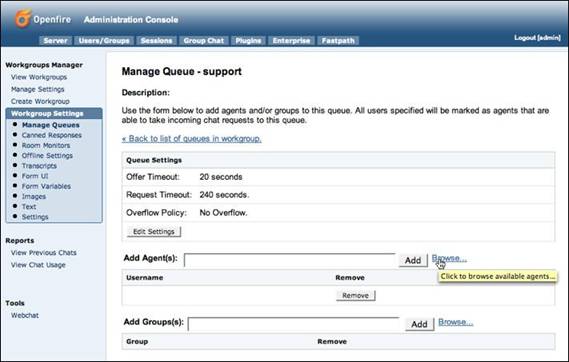 Openfire Administration Console
Logout [admin]
Server Users/Groups Sessions Group Chat Plugins Enterprise Fastpath
Workgroups Manager
View Workgroups
Manage Settings
Create Workgroup
Workgroup Settings
Manage Queues
Canned Responses
Room Monitors
Offline Settings
Transcripts
Form UI
Form Variables
Images
Text
Settings
Reports
View Previous Chats
View Chat Usage
Tools
Webchat
Manage Queue - support
Description:
Use the form below to add agents and/or groups to this queue. All users specified will be marked as agents that are
able to take incoming chat requests to this queue.
« Back to list of queues in workgroup.
Queue Settings
Offer Timeout: 20 seconds
Request Timeout: 240 seconds.
Overflow Policy: No Overflow.
Edit Settings
Add Agent(s): Add Browse...
Click to browse available agents...
Username Remove
Remove
Add Groups(s): Add Browse...
Group Remove